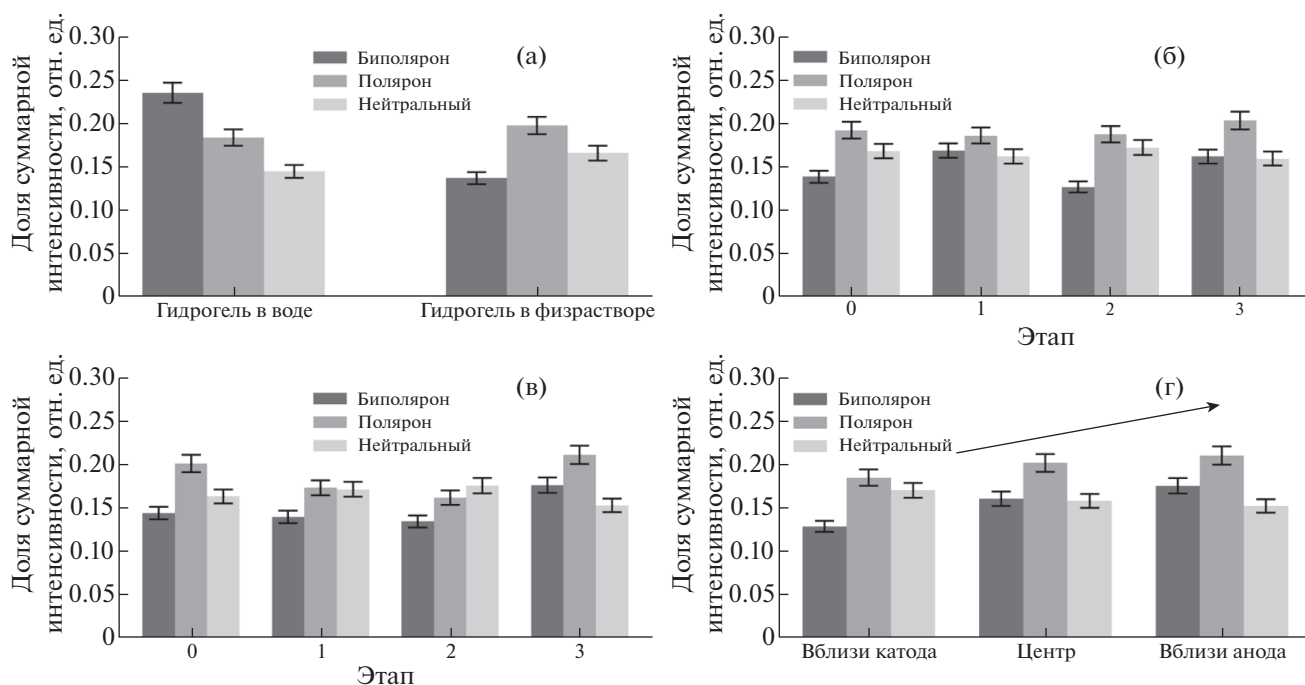 Доля суммарной
интенсивности, отн. ед.
0.30
0.25
0.20
0.15
0.10
0.05
0
Биполярон
Полярон
Нейтральный
(а)
Гидрогель в воде
Гидрогель в физрастворе
Доля суммарной
интенсивности, отн. ед.
0.30
0.25
0.20
0.15
0.10
0.05
0
Биполярон
Полярон
Нейтральный
(б)
0 1 2 3
Этап
Доля суммарной
интенсивности, отн. ед.
0.30
0.25
0.20
0.15
0.10
0.05
0
Биполярон
Полярон
Нейтральный
(в)
0 1 2 3
Этап
Доля суммарной
интенсивности, отн. ед.
0.30
0.25
0.20
0.15
0.10
0.05
0
Биполярон
Полярон
Нейтральный
(г)
Вблизи катода
Центр
Вблизи анода